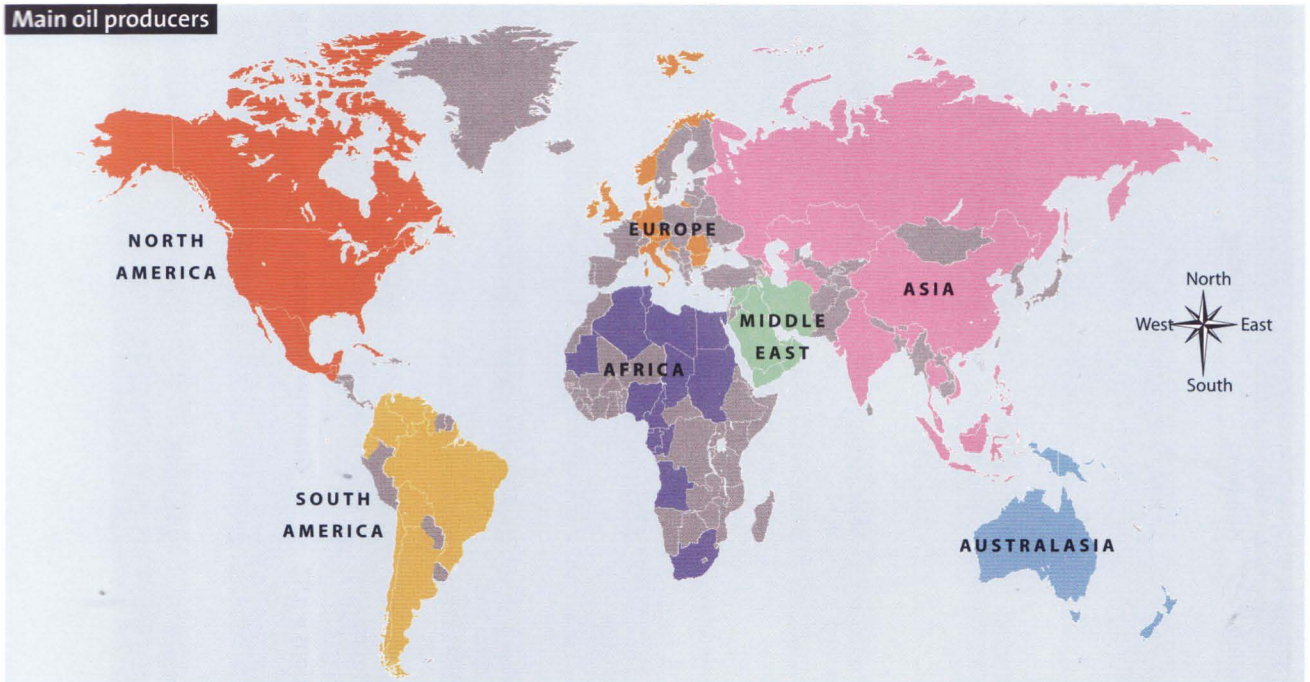 Main oil producers
NORTH
AMERICA
EUROPE
ASIA
MIDDLE
EAST
AFRICA
SOUTH
AMERICA
AUSTRALASIA
North
West
East
South